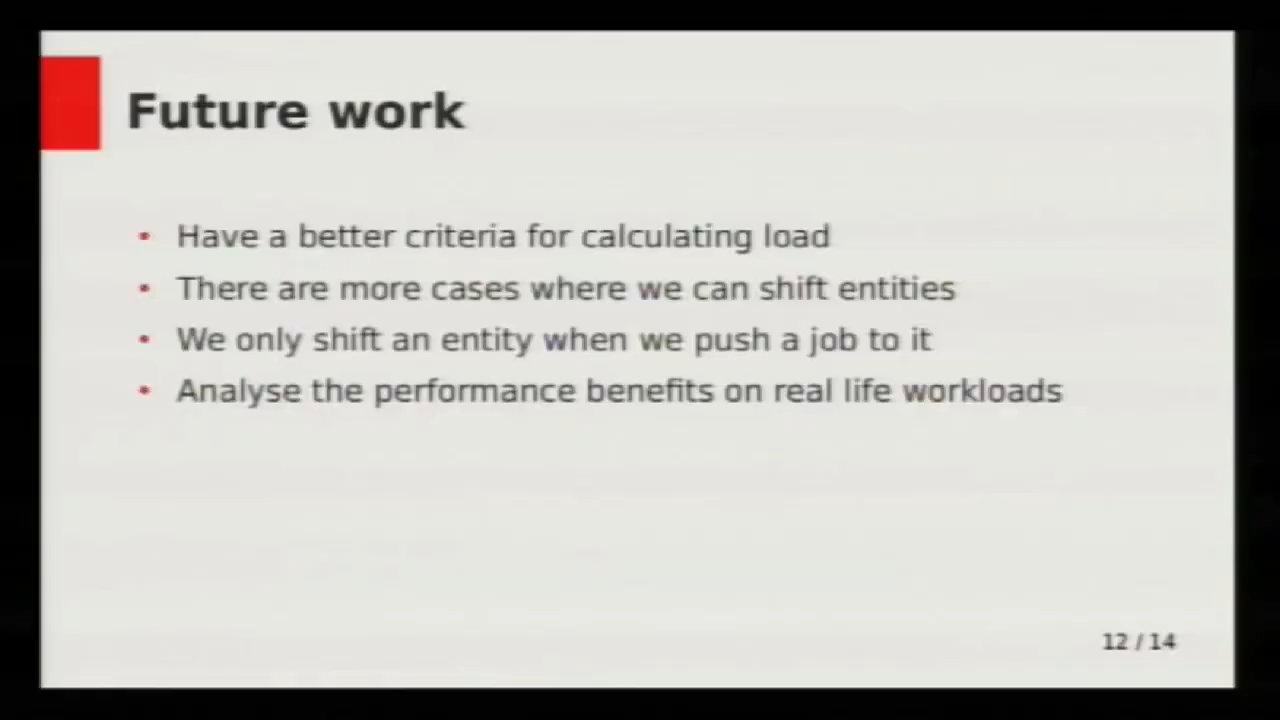 Future work
• Have a better criteria for calculating load
• There are more cases where we can shift entities
• We only shift an entity when we push a job to it
• Analyse the performance benefits on real life workloads
12 / 14